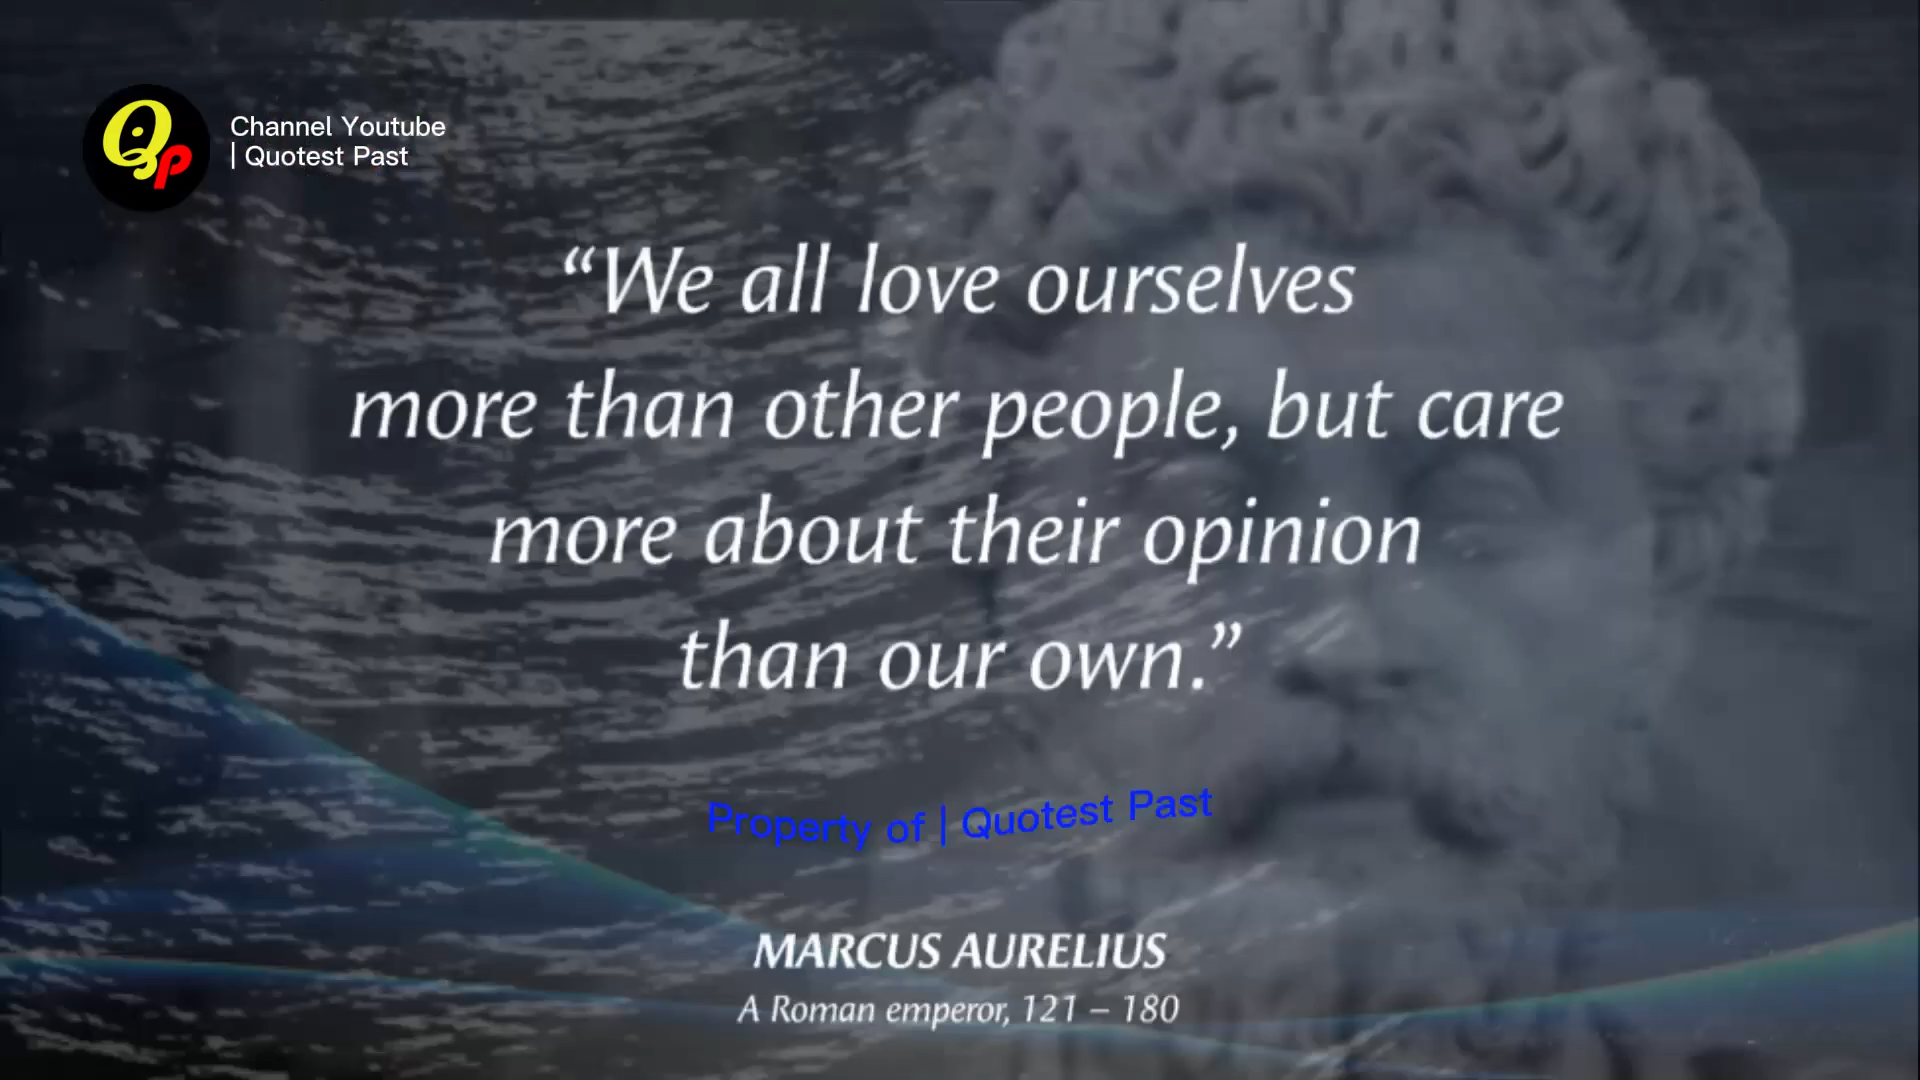 Channel Youtube
| Quotest Past
“We all love ourselves
more than other people, but care
more about their opinion
than our own.”
Property of | Quotest Past
MARCUS AURELIUS
A Roman emperor, 121 – 180